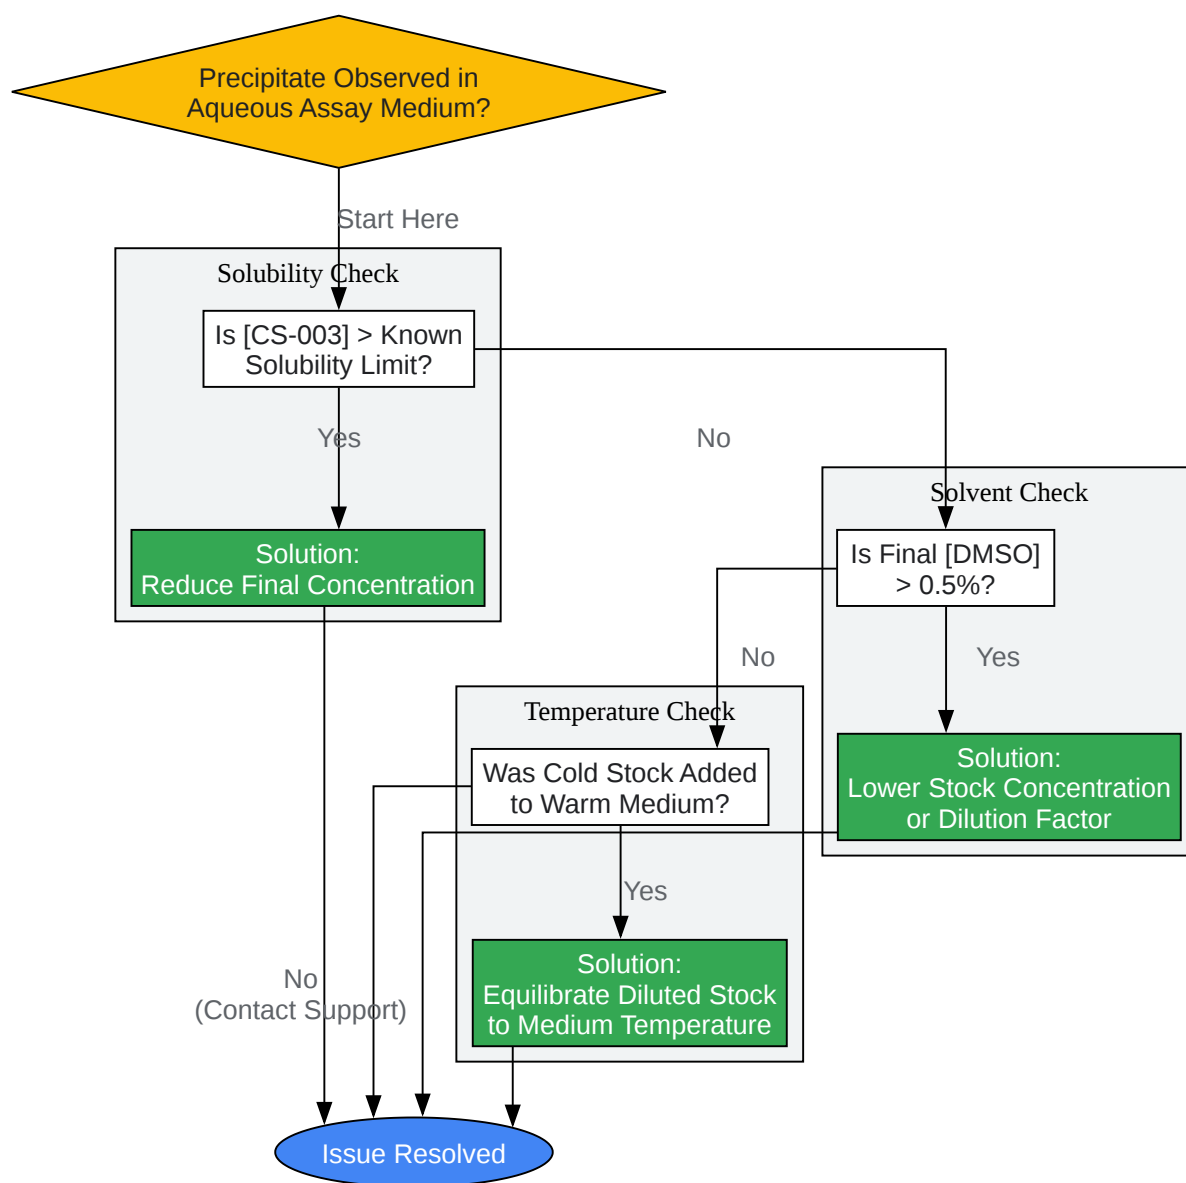 Precipitate Observed in
Aqueous Assay Medium?
Start Here
Solubility Check
Is [CS-003] > Known
Solubility Limit?
Yes
No
Solution:
Reduce Final Concentration
Solvent Check
Is Final [DMSO]
> 0.5%?
No
Yes
Temperature Check
Was Cold Stock Added
to Warm Medium?
Solution:
Lower Stock Concentration
or Dilution Factor
Yes
No
(Contact Support)
Solution:
Equilibrate Diluted Stock
to Medium Temperature
Issue Resolved